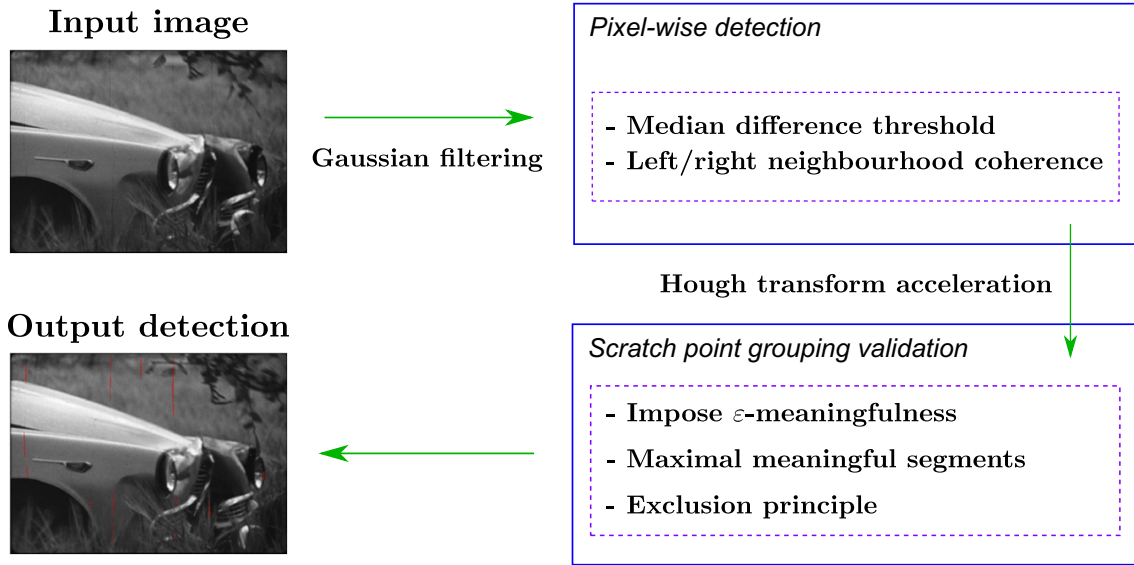 Input image
Gaussian filtering
Pixel-wise detection
- Median difference threshold
- Left/right neighbourhood coherence
Hough transform acceleration
Scratch point grouping validation
- Impose ε-meaningfulness
- Maximal meaningful segments
- Exclusion principle
Output detection